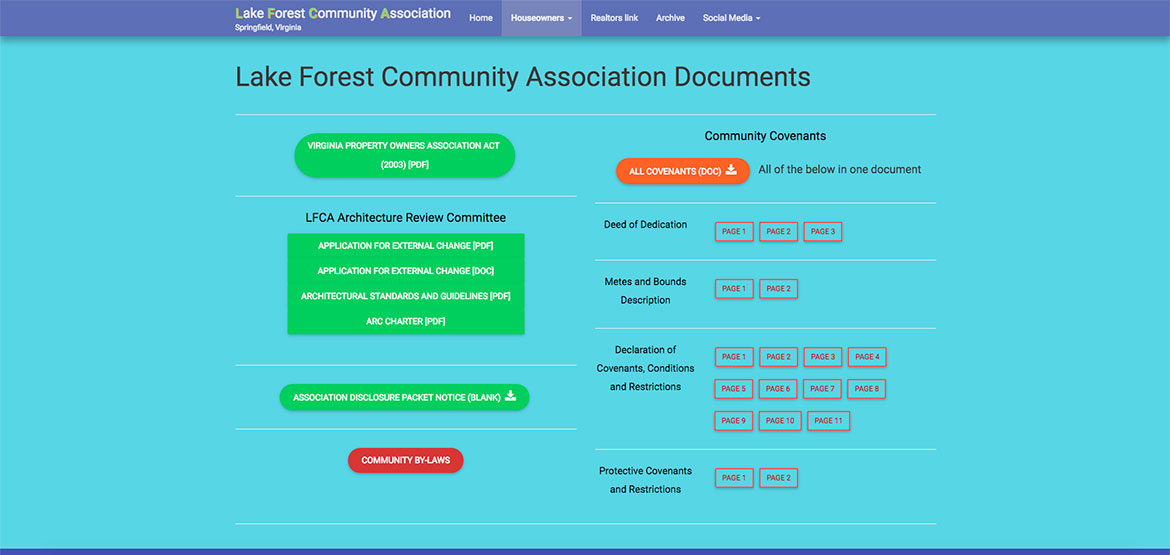 Lake Forest Community Association
Springfield, Virginia
Home
Houseowners
Realtors link
Archive
Social Media
Lake Forest Community Association Documents
VIRGINIA PROPERTY OWNERS ASSOCIATION ACT
(2003) [PDF]
LFCA Architecture Review Committee
APPLICATION FOR EXTERNAL CHANGE [PDF]
APPLICATION FOR EXTERNAL CHANGE [DOC]
ARCHITECTURAL STANDARDS AND GUIDELINES [PDF]
ARC CHARTER [PDF]
ASSOCIATION DISCLOSURE PACKET NOTICE (BLANK)
COMMUNITY BY-LAWS
Community Covenants
ALL COVENANTS (DOC) All of the below in one document
Deed of Dedication
PAGE 1 PAGE 2 PAGE 3
Metes and Bounds
Description
PAGE 1 PAGE 2
Declaration of
Covenants, Conditions
and Restrictions
PAGE 1 PAGE 2 PAGE 3 PAGE 4
PAGE 5 PAGE 6 PAGE 7 PAGE 8
PAGE 9 PAGE 10 PAGE 11
Protective Covenants
and Restrictions
PAGE 1 PAGE 2